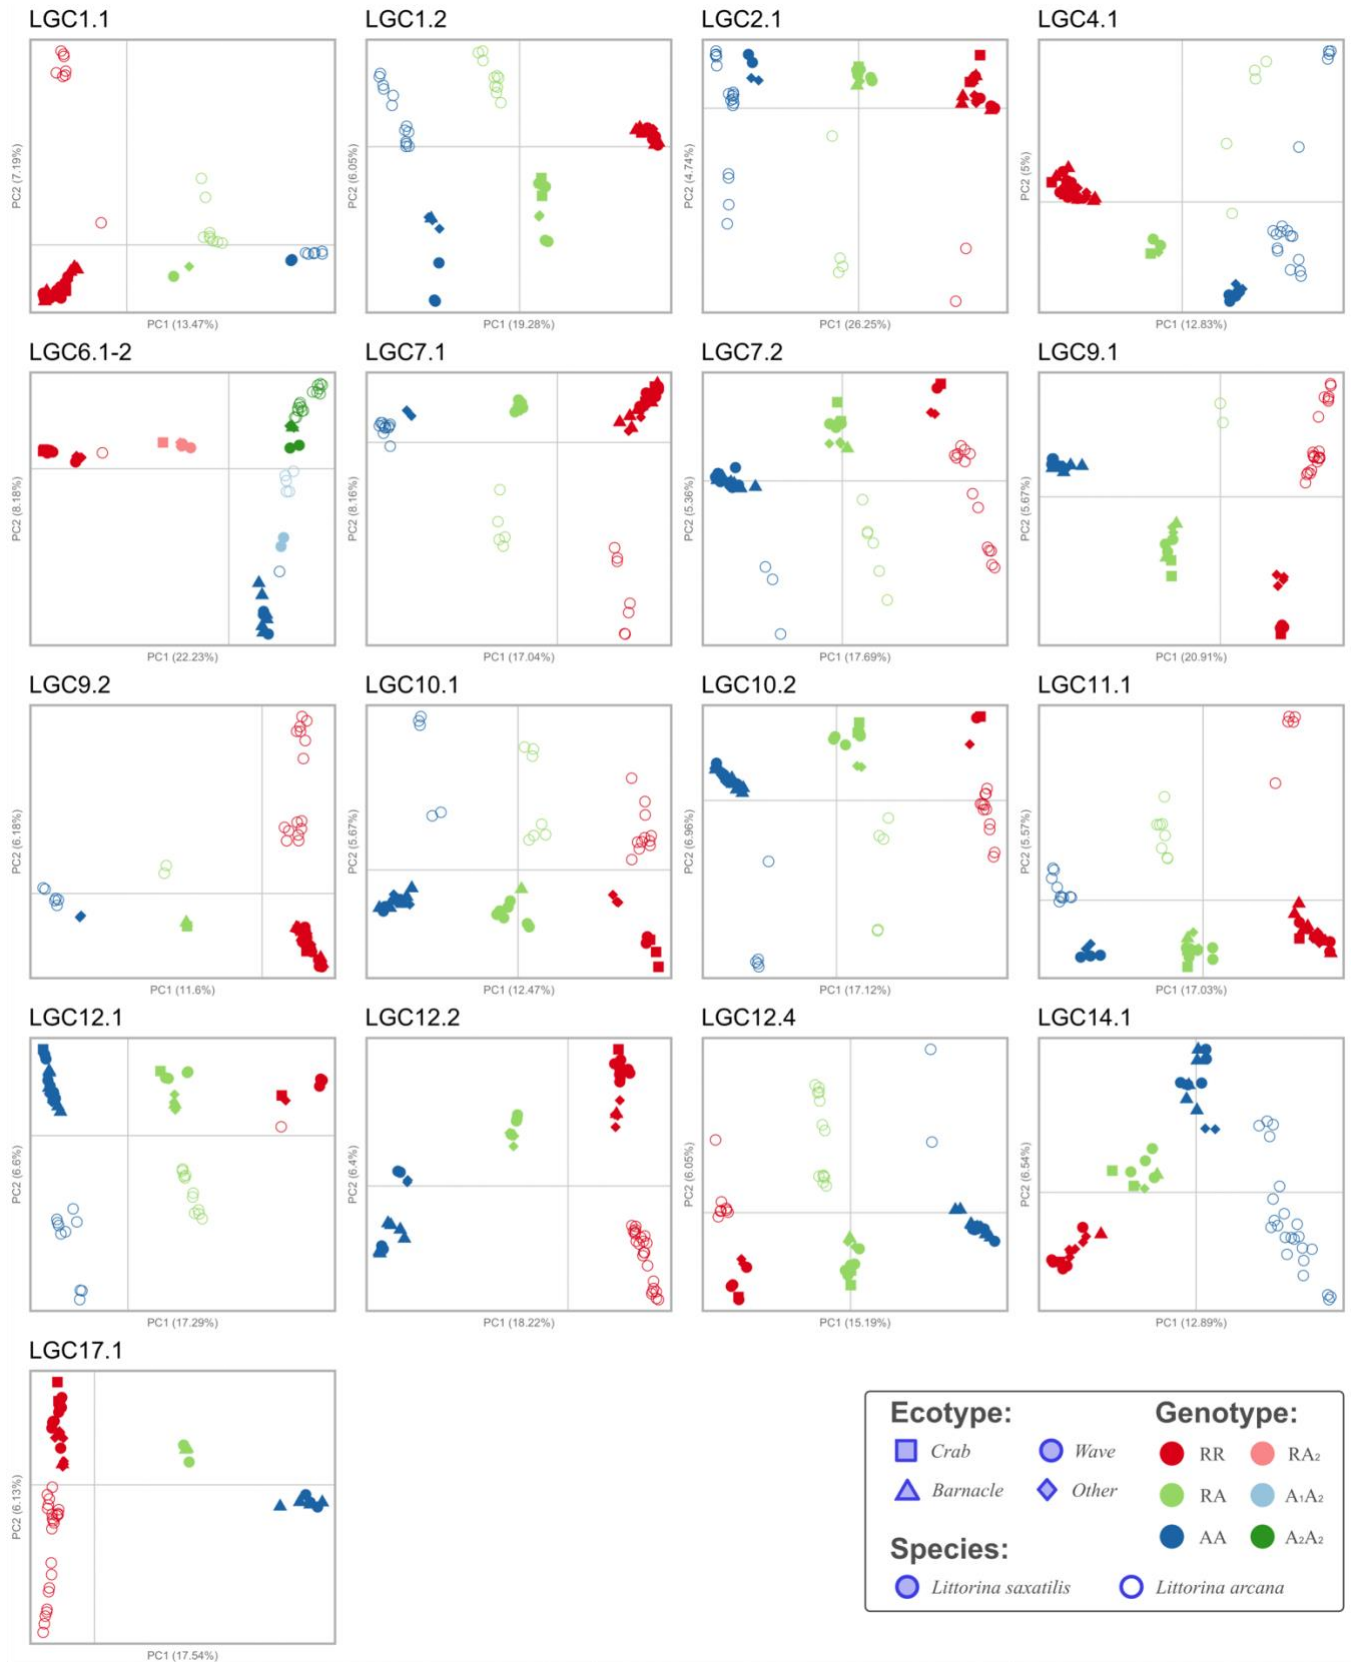 LGC1.1
LGC1.2
LGC2.1
LGC4.1
PC2 (7.19%)
PC2 (6.05%)
PC2 (4.74%)
PC2 (5%)
PC1 (13.47%)
PC1 (19.28%)
PC1 (26.25%)
PC1 (12.83%)
LGC6.1-2
LGC7.1
LGC7.2
LGC9.1
PC2 (8.18%)
PC2 (8.16%)
PC2 (5.36%)
PC2 (5.67%)
PC1 (22.23%)
PC1 (17.04%)
PC1 (17.69%)
PC1 (20.91%)
LGC9.2
LGC10.1
LGC10.2
LGC11.1
PC2 (6.18%)
PC2 (5.67%)
PC2 (6.96%)
PC2 (5.57%)
PC1 (11.6%)
PC1 (12.47%)
PC1 (17.12%)
PC1 (17.03%)
LGC12.1
LGC12.2
LGC12.4
LGC14.1
PC2 (6.6%)
PC2 (6.4%)
PC2 (6.05%)
PC2 (6.54%)
PC1 (17.29%)
PC1 (18.22%)
PC1 (15.19%)
PC1 (12.89%)
LGC17.1
PC2 (6.13%)
PC1 (17.54%)
Ecotype:
Crab
Wave
Barnacle
Other
Genotype:
RR
RA₂
RA
A₁A₂
AA
A₂A₂
Species:
Littorina saxatilis
Littorina arcana